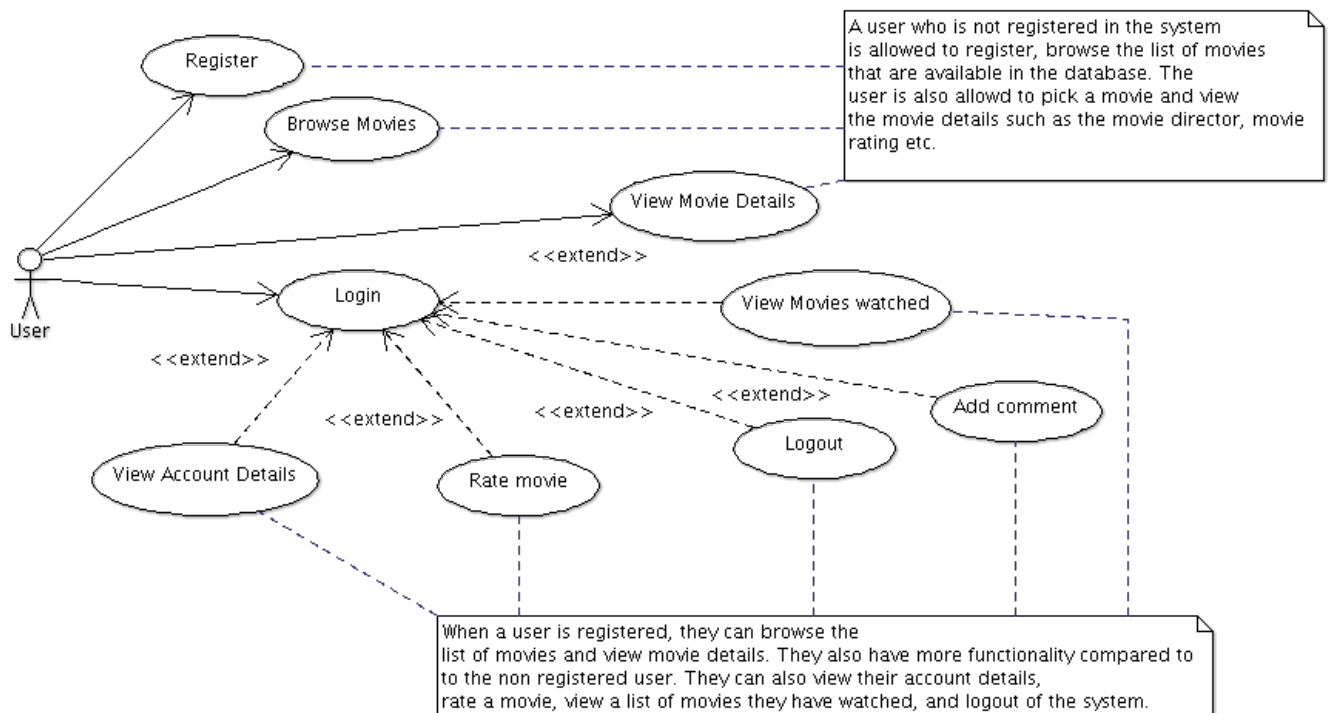 A user who is not registered in the system
is allowed to register, browse the list of movies
that are available in the database. The
user is also allowd to pick a movie and view
the movie details such as the movie director, movie
rating etc.
Register
Browse Movies
View Movie Details
<<extend>>
Login
View Movies watched
User
<<extend>>
<<extend>>
<<extend>>
<<extend>>
Add comment
Logout
View Account Details
Rate movie
When a user is registered, they can browse the
list of movies and view movie details. They also have more functionality compared to
to the non registered user. They can also view their account details,
rate a movie, view a list of movies they have watched, and logout of the system.